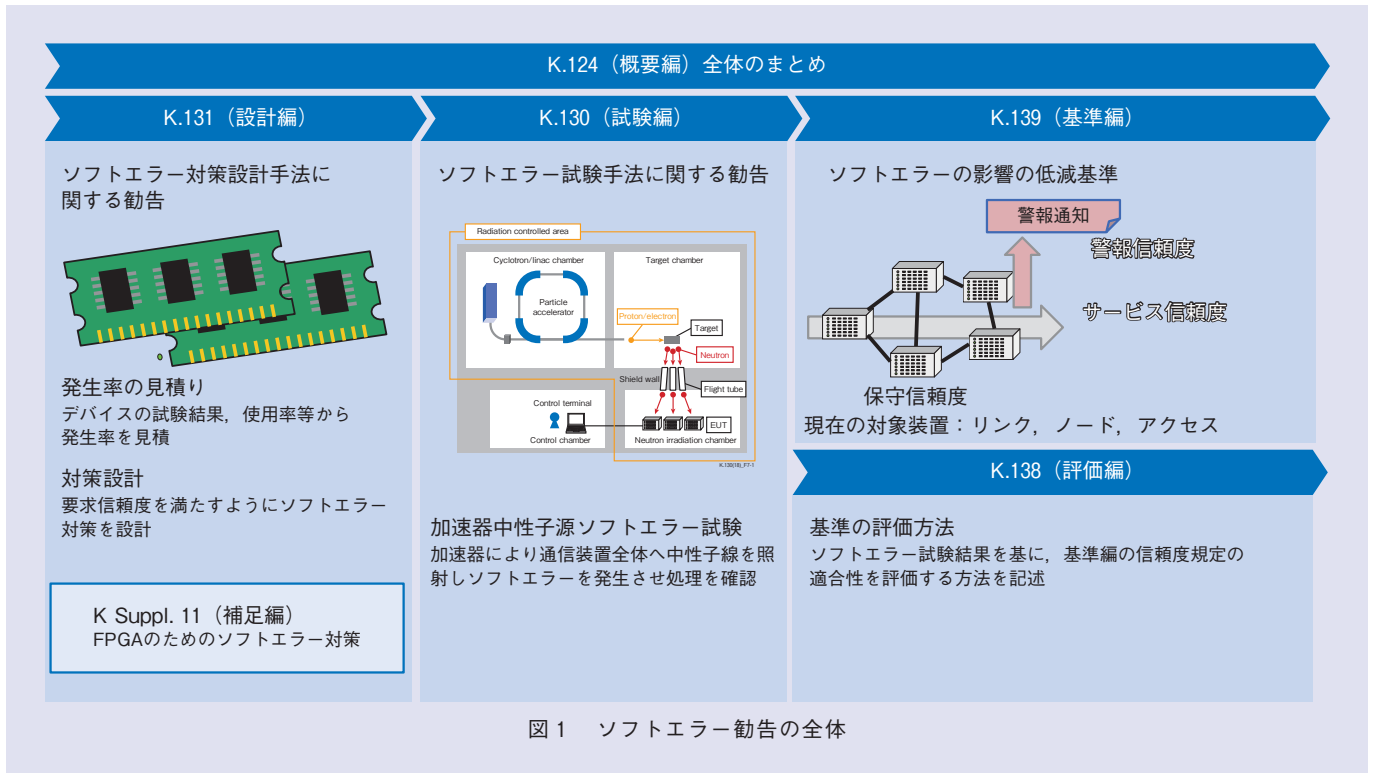 K.124（概要編）全体のまとめ
K.131（設計編）
ソフトエラー対策設計手法に
関する勧告
発生率の見積り
デバイスの試験結果，使用率等から
発生率を見積
対策設計
要求信頼度を満たすようにソフトエラー
対策を設計
K Suppl. 11（補足編）
FPGAのためのソフトエラー対策
K.130（試験編）
ソフトエラー試験手法に関する勧告
Radiation controlled area
Cyclotron/linac chamber
Target chamber
Particle
accelerator
Proton/electron
Target
Neutron
Shield wall
Flight tube
Control terminal
EUT
Control chamber
Neutron irradiation chamber
K.130(18)_F7-1
加速器中性子源ソフトエラー試験
加速器により通信装置全体へ中性子線を照
射しソフトエラーを発生させ処理を確認
K.139（基準編）
ソフトエラーの影響の低減基準
警報通知
警報信頼度
サービス信頼度
保守信頼度
現在の対象装置：リンク，ノード，アクセス
K.138（評価編）
基準の評価方法
ソフトエラー試験結果を基に，基準編の信頼度規定の
適合性を評価する方法を記述
図 1　ソフトエラー勧告の全体